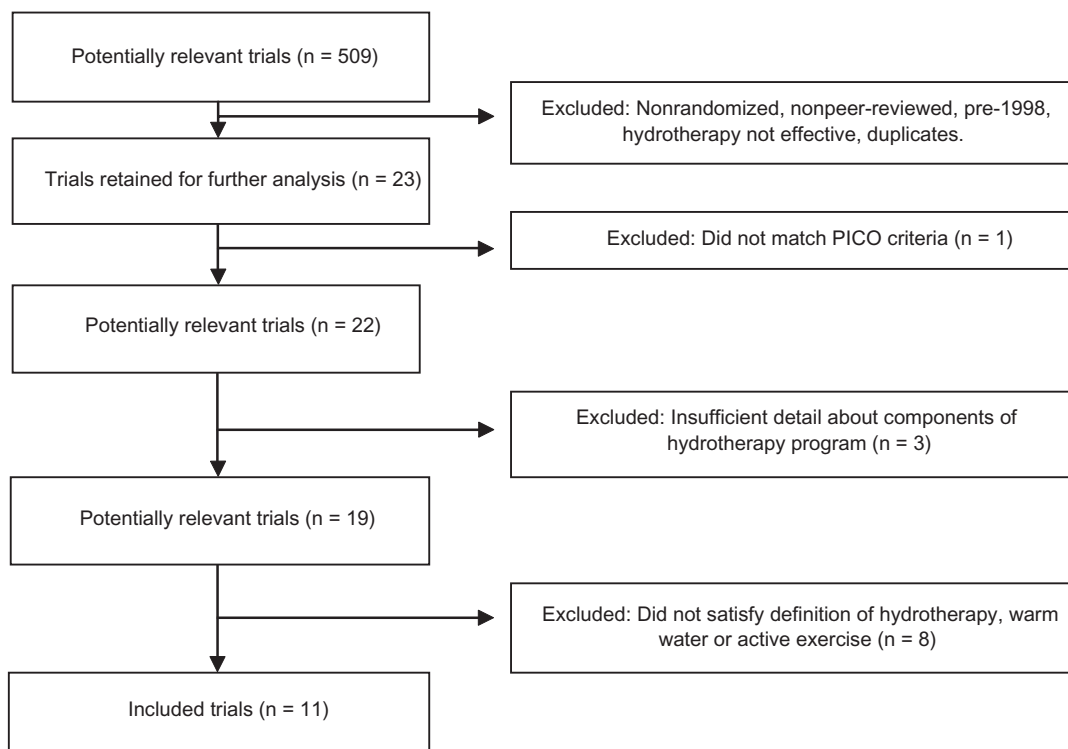 Potentially relevant trials (n = 509)
Excluded: Nonrandomized, nonpeer-reviewed, pre-1998,
hydrotherapy not effective, duplicates.
Trials retained for further analysis (n = 23)
Excluded: Did not match PICO criteria (n = 1)
Potentially relevant trials (n = 22)
Excluded: Insufficient detail about components of
hydrotherapy program (n = 3)
Potentially relevant trials (n = 19)
Excluded: Did not satisfy definition of hydrotherapy, warm
water or active exercise (n = 8)
Included trials (n = 11)